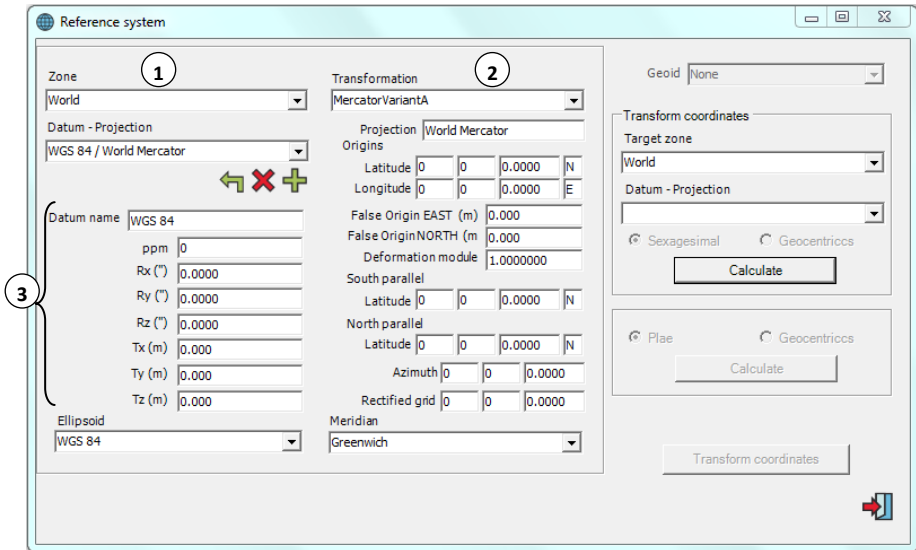 Reference system
1
Zone
World
Datum - Projection
WGS 84 / World Mercator
3
Datum name WGS 84
ppm 0
Rx (") 0.0000
Ry (") 0.0000
Rz (") 0.0000
Tx (m) 0.000
Ty (m) 0.000
Tz (m) 0.000
Ellipsoid
WGS 84
2
Transformation
MercatorVariantA
Projection World Mercator
Origins
Latitude 0 0 0.0000 N
Longitude 0 0 0.0000 E
False Origin EAST (m) 0.000
False OriginNORTH (m 0.000
Deformation module 1.0000000
South parallel
Latitude 0 0 0.0000 N
North parallel
Latitude 0 0 0.0000 N
Azimuth 0 0 0.0000
Rectified grid 0 0 0.0000
Meridian
Greenwich
Geoid None
Transform coordinates
Target zone
World
Datum - Projection
Sexagesimal Geocentriccs
Calculate
Plae Geocentriccs
Calculate
Transform coordinates